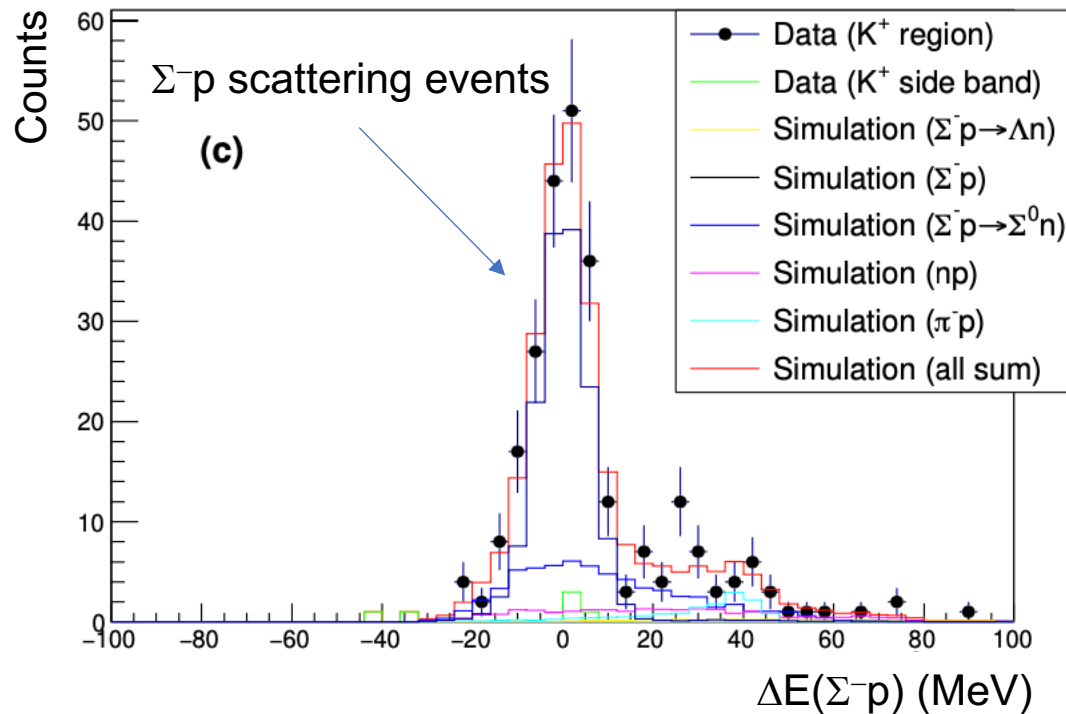 Counts
60
50
40
30
20
10
0
Σ⁻p scattering events
(c)
Data (K⁺ region)
Data (K⁺ side band)
Simulation (Σ⁻p→Λn)
Simulation (Σ⁻p)
Simulation (Σ⁻p→Σ⁰n)
Simulation (np)
Simulation (π⁻p)
Simulation (all sum)
−100 −80 −60 −40 −20 0 20 40 60 80 100
ΔE(Σ⁻p) (MeV)